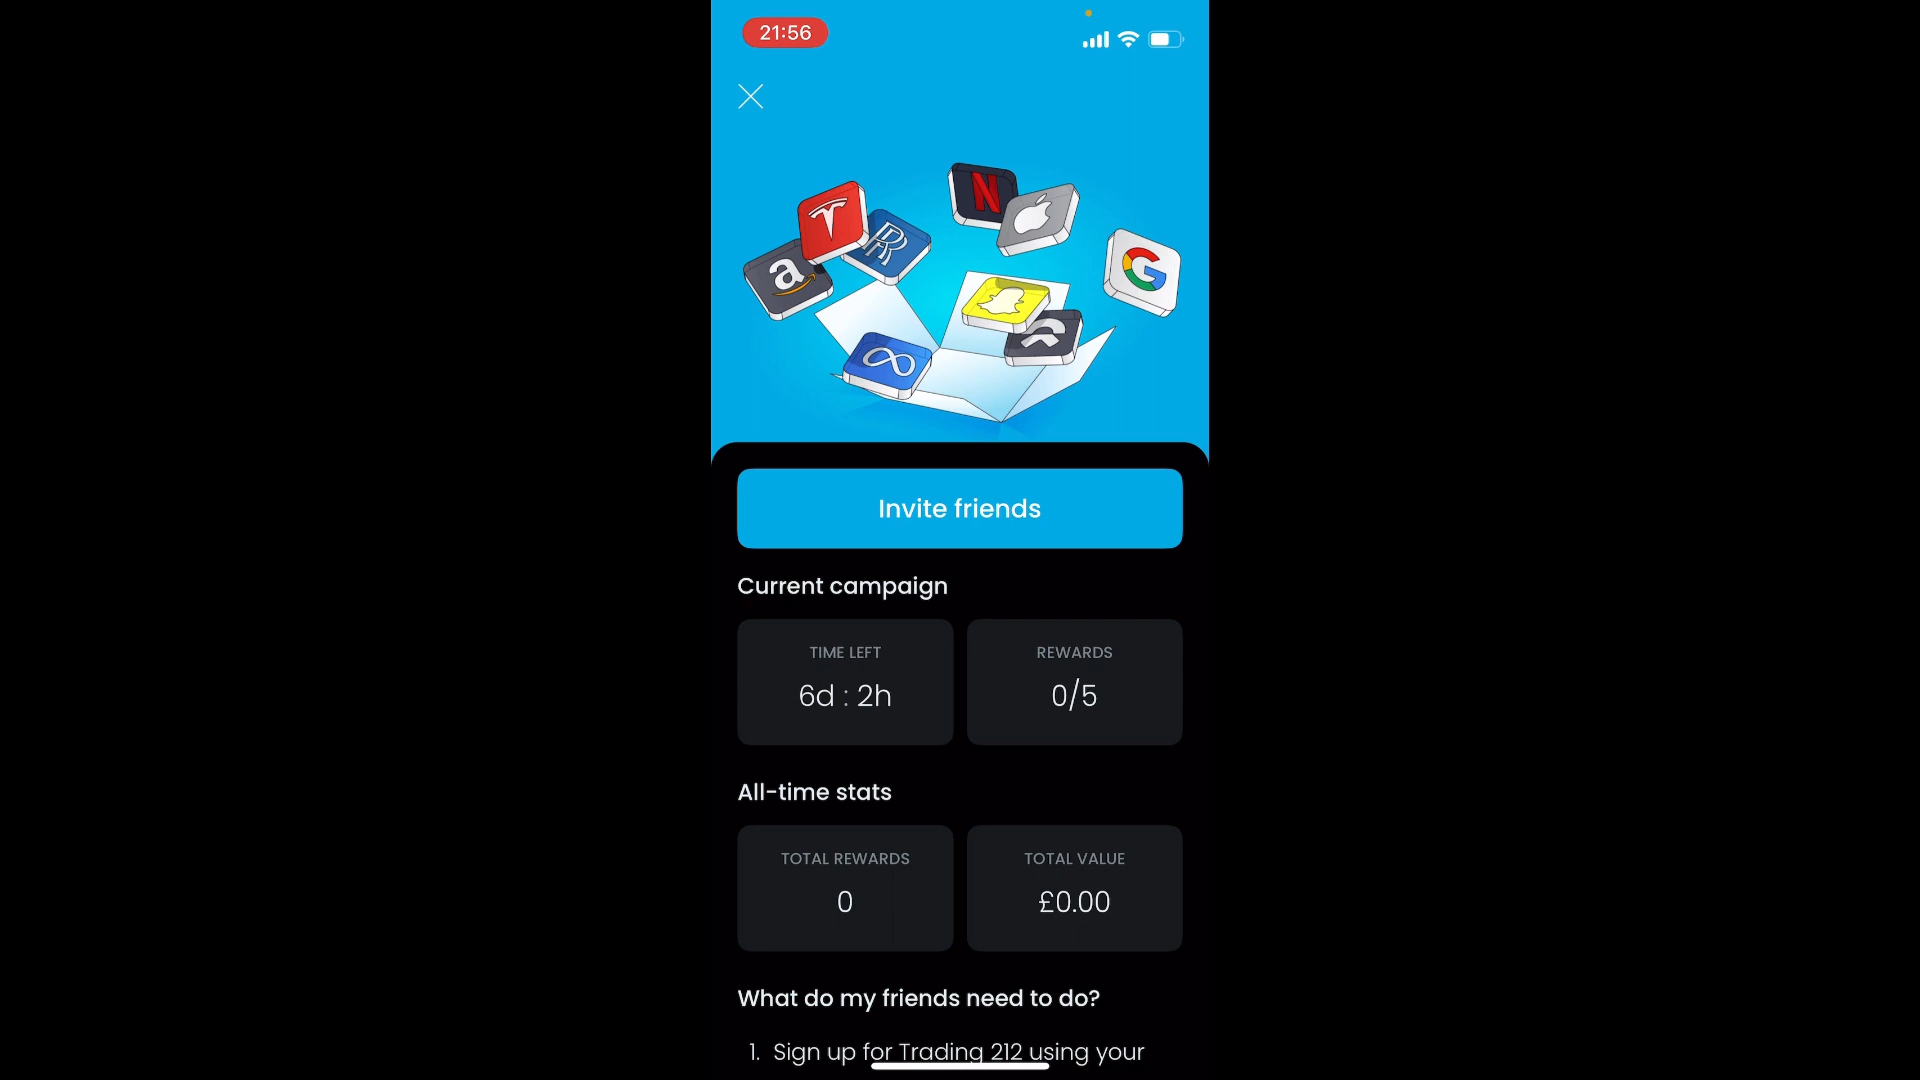 21:56
Invite friends
Current campaign
TIME LEFT
6d : 2h
REWARDS
0/5
All-time stats
TOTAL REWARDS
0
TOTAL VALUE
£0.00
What do my friends need to do?
1. Sign up for Trading 212 using your